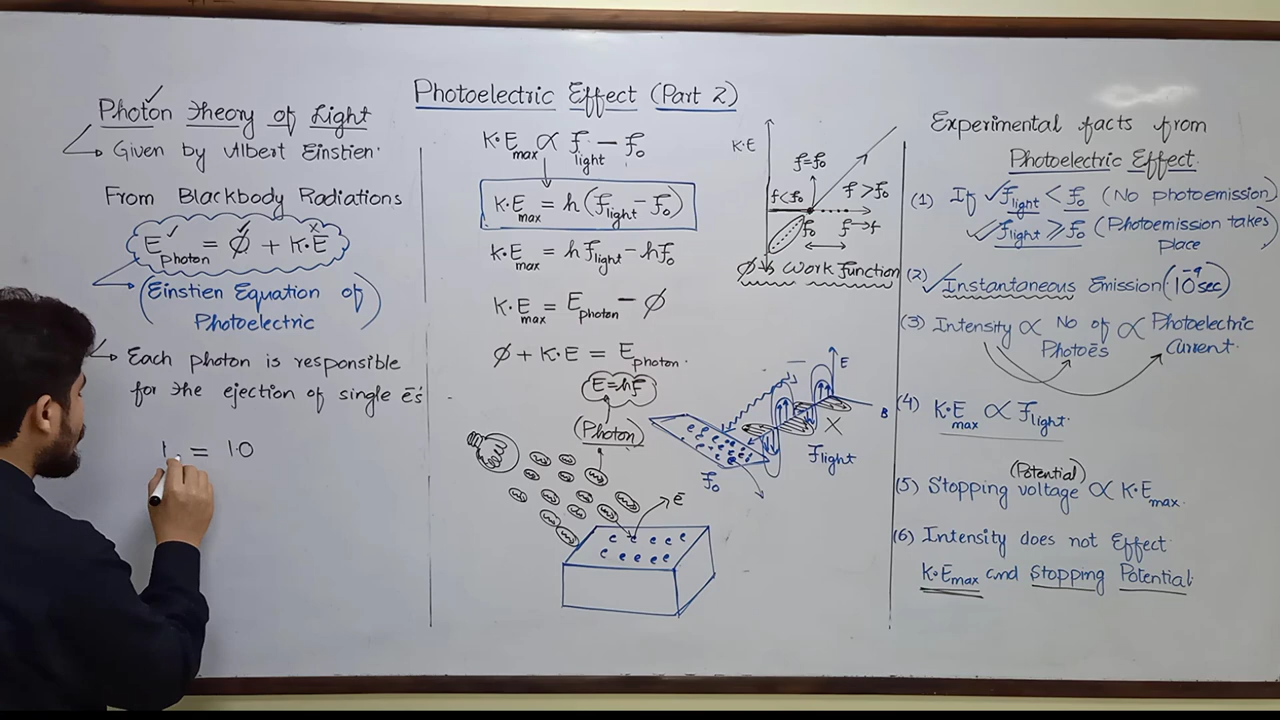 Photoelectric Effect (Part 2)
Photon Theory of Light
Given by Albert Einstien.
From Blackbody Radiations
E photon = Ø + K.E
(Einstien Equation of
Photoelectric)
Each photon is responsible
for the ejection of single ē's
1 = 1.0
K.E max ∝ f light - f₀
K.E max = h (f light - f₀)
K.E max = h f light - hf₀
K.E max = E photon - Ø
Ø + K.E = E photon.
E = hf
(Photon)
ē
e e e e e
e e e e e
K.E
f=f₀
f<f₀ f>f₀
f₀ f→f
Ø → Work function
E
B
f light
f₀
Experimental facts from
Photoelectric Effect.
(1) If f light < f₀ (No photoemission)
f light ≥ f₀ (Photoemission takes
place
(2) Instantaneous Emission (10⁻⁹ sec)
(3) Intensity ∝ No of Photoēs ∝ Photoelectric Current.
(4) K.E max ∝ f light.
(5) Stopping voltage (Potential) ∝ K.E max.
(6) Intensity does not Effect
K.E max and Stopping Potential.